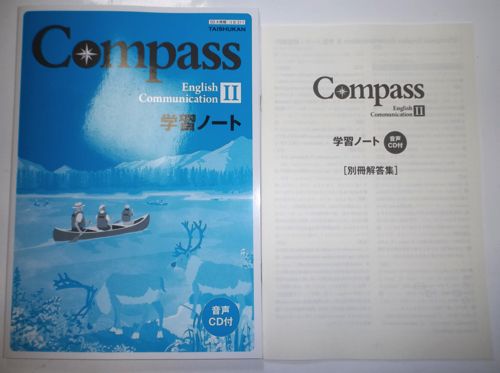 TAISHUKAN
Compass
English
Communication II
学習ノート
音声
CD付
Compass
English
Communication II
学習ノート
音声
CD付
[別冊解答集]